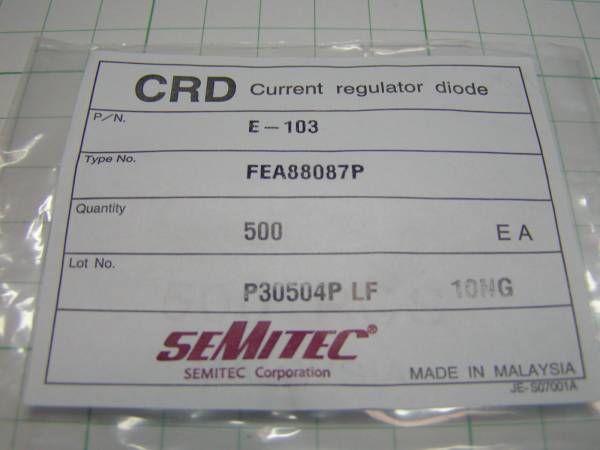 CRD Current regulator diode
P/N. E-103
Type No. FEA88087P
Quantity 500 EA
Lot No. P30504P LF 10NG
SEMITEC®
SEMITEC Corporation MADE IN MALAYSIA
JE-S07001A